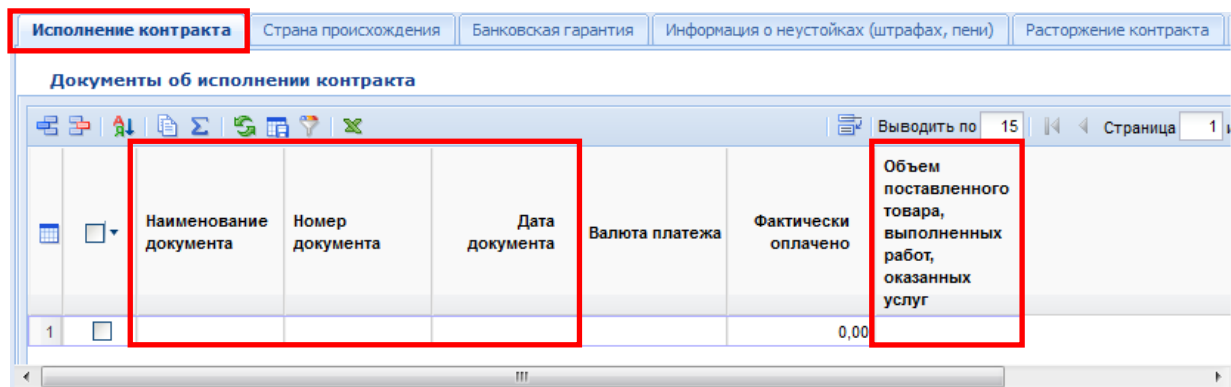 Исполнение контракта Страна происхождения Банковская гарантия Информация о неустойках (штрафах, пени) Расторжение контракта
Документы об исполнении контракта
Выводить по 15 Страница 1
Наименование документа
Номер документа
Дата документа
Валюта платежа
Фактически оплачено
Объем
поставленного
товара,
выполненных
работ,
оказанных
услуг
1 0,00